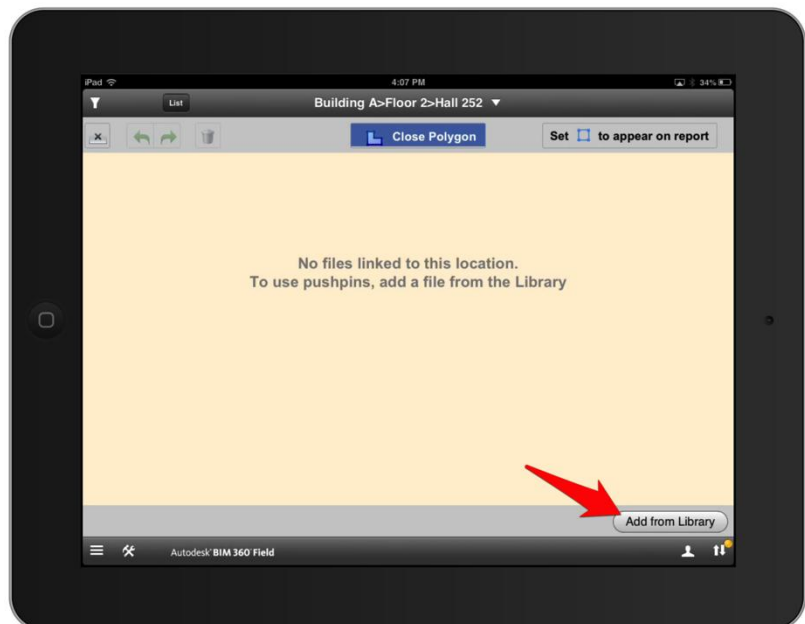 iPad 4:07 PM 34%
List Building A>Floor 2>Hall 252
Close Polygon Set to appear on report
No files linked to this location.
To use pushpins, add a file from the Library
Add from Library
Autodesk® BIM 360® Field